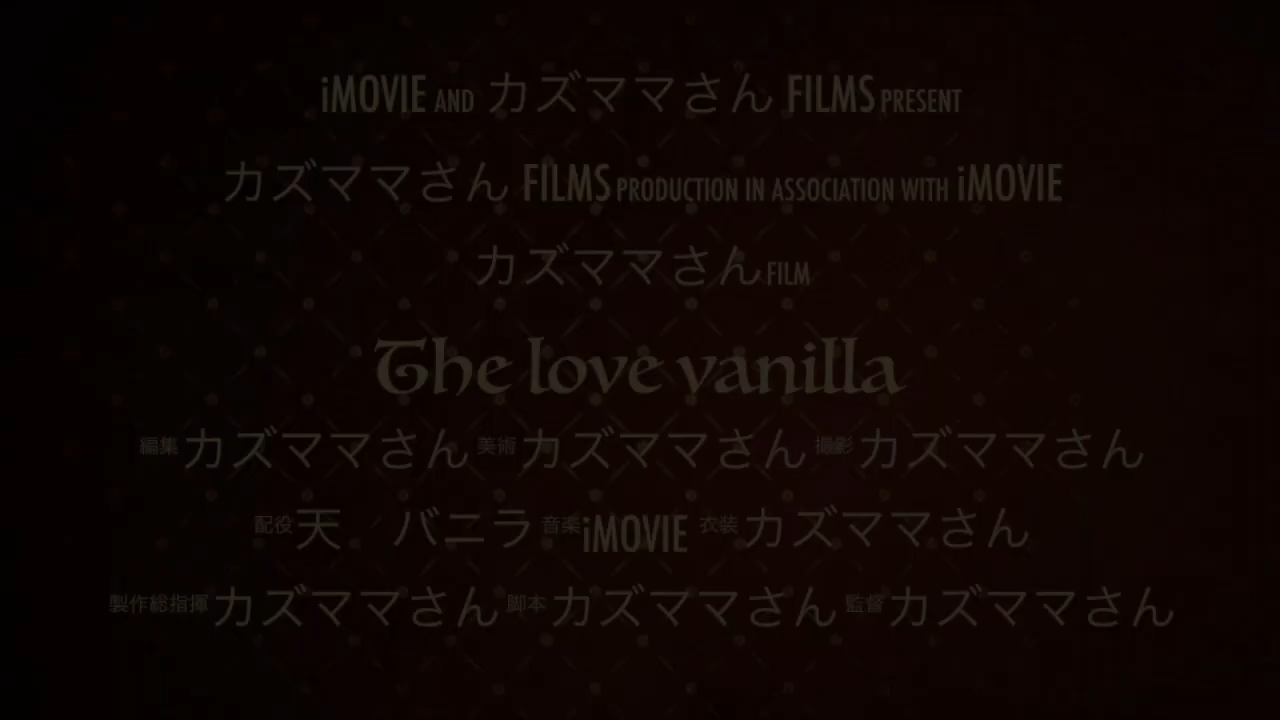 iMOVIE AND カズママさん FILMS PRESENT
カズママさん FILMS PRODUCTION IN ASSOCIATION WITH iMOVIE
カズママさん FILM
The love vanilla
編集 カズママさん 美術 カズママさん 撮影 カズママさん
配役 天　バニラ 音楽 iMOVIE 衣装 カズママさん
製作総指揮 カズママさん 脚本 カズママさん 監督 カズママさん